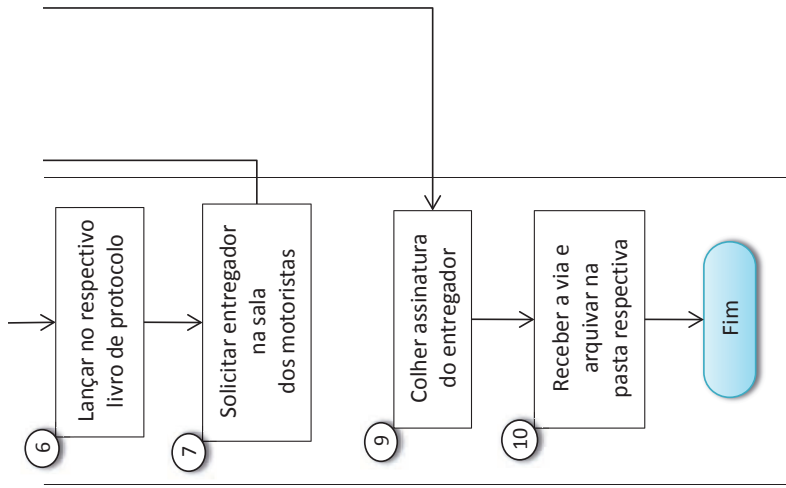 6
Lançar no respectivo
livro de protocolo
7
Solicitar entregador
na sala
dos motoristas
9
Colher assinatura
do entregador
10
Receber a via e
arquivar na
pasta respectiva
Fim